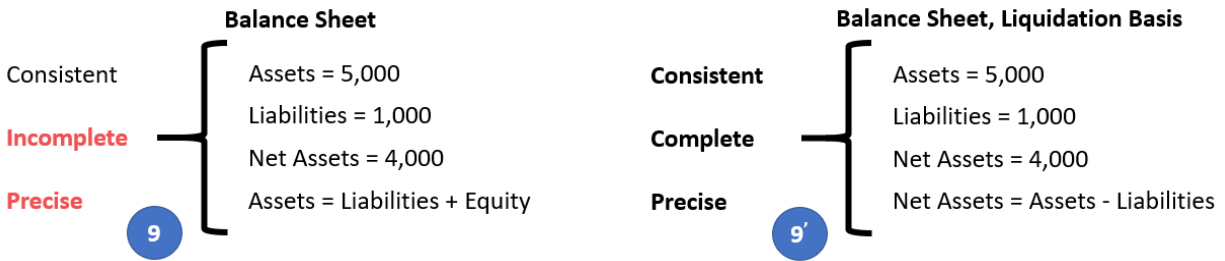 Balance Sheet
Consistent
Incomplete
Precise
Assets = 5,000
Liabilities = 1,000
Net Assets = 4,000
Assets = Liabilities + Equity
9
Balance Sheet, Liquidation Basis
Consistent
Complete
Precise
Assets = 5,000
Liabilities = 1,000
Net Assets = 4,000
Net Assets = Assets - Liabilities
9′